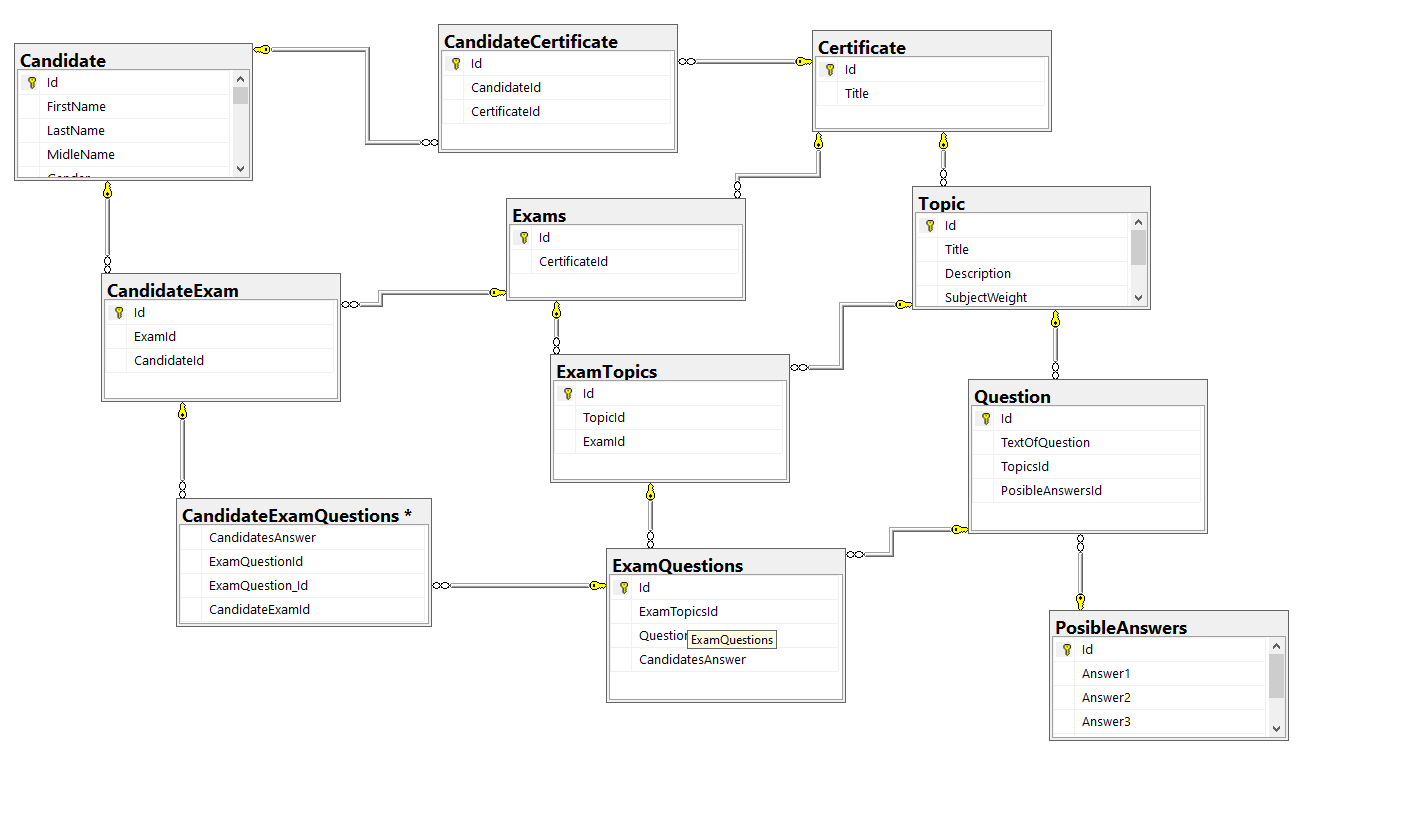 Candidate
Id
FirstName
LastName
MidleName
Gender
CandidateCertificate
Id
CandidateId
CertificateId
Certificate
Id
Title
Exams
Id
CertificateId
Topic
Id
Title
Description
SubjectWeight
CandidateExam
Id
ExamId
CandidateId
ExamTopics
Id
TopicId
ExamId
Question
Id
TextOfQuestion
TopicsId
PosibleAnswersId
CandidateExamQuestions *
CandidatesAnswer
ExamQuestionId
ExamQuestion_Id
CandidateExamId
ExamQuestions
Id
ExamTopicsId
Question
ExamQuestions
CandidatesAnswer
PosibleAnswers
Id
Answer1
Answer2
Answer3